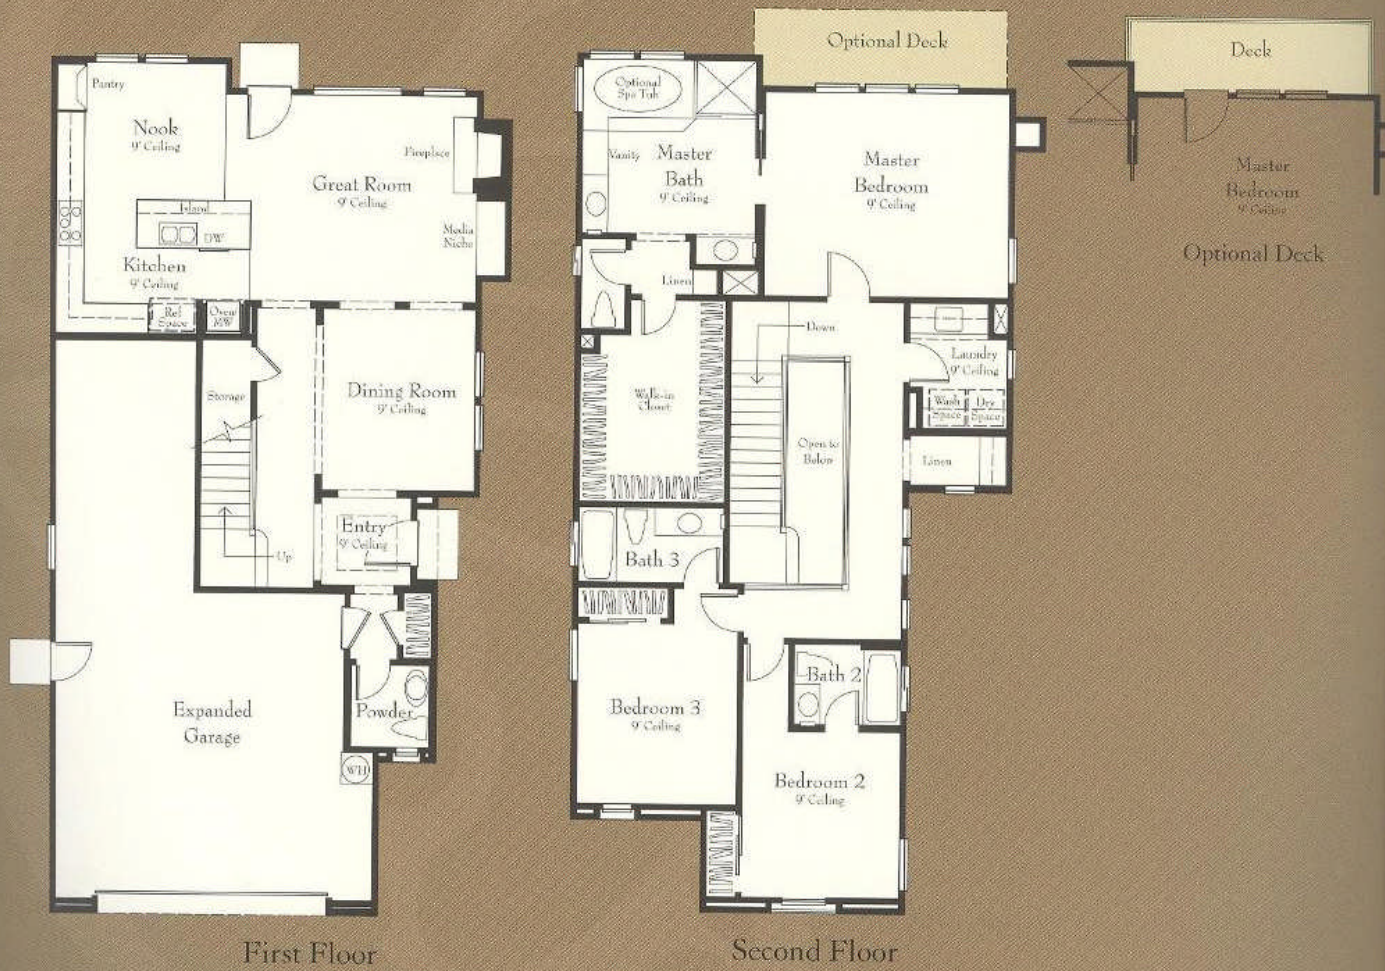 Pantry
Nook
9' Ceiling
Fireplace
Great Room
9' Ceiling
Island
DW
Media
Niche
Kitchen
9' Ceiling
Ref
Space
Oven
MW
Storage
Dining Room
9' Ceiling
Entry
9' Ceiling
Up
Expanded
Garage
Powder
WH
First Floor
Optional Deck
Optional
Spa Tub
Vanity
Master
Bath
9' Ceiling
Master
Bedroom
9' Ceiling
Linen
Down
Laundry
9' Ceiling
Wash
Space
Dry
Space
Walk-in
Closet
Open to
Below
Linen
Bath 3
Bath 2
Bedroom 3
9' Ceiling
Bedroom 2
9' Ceiling
Second Floor
Deck
Master
Bedroom
9' Ceiling
Optional Deck